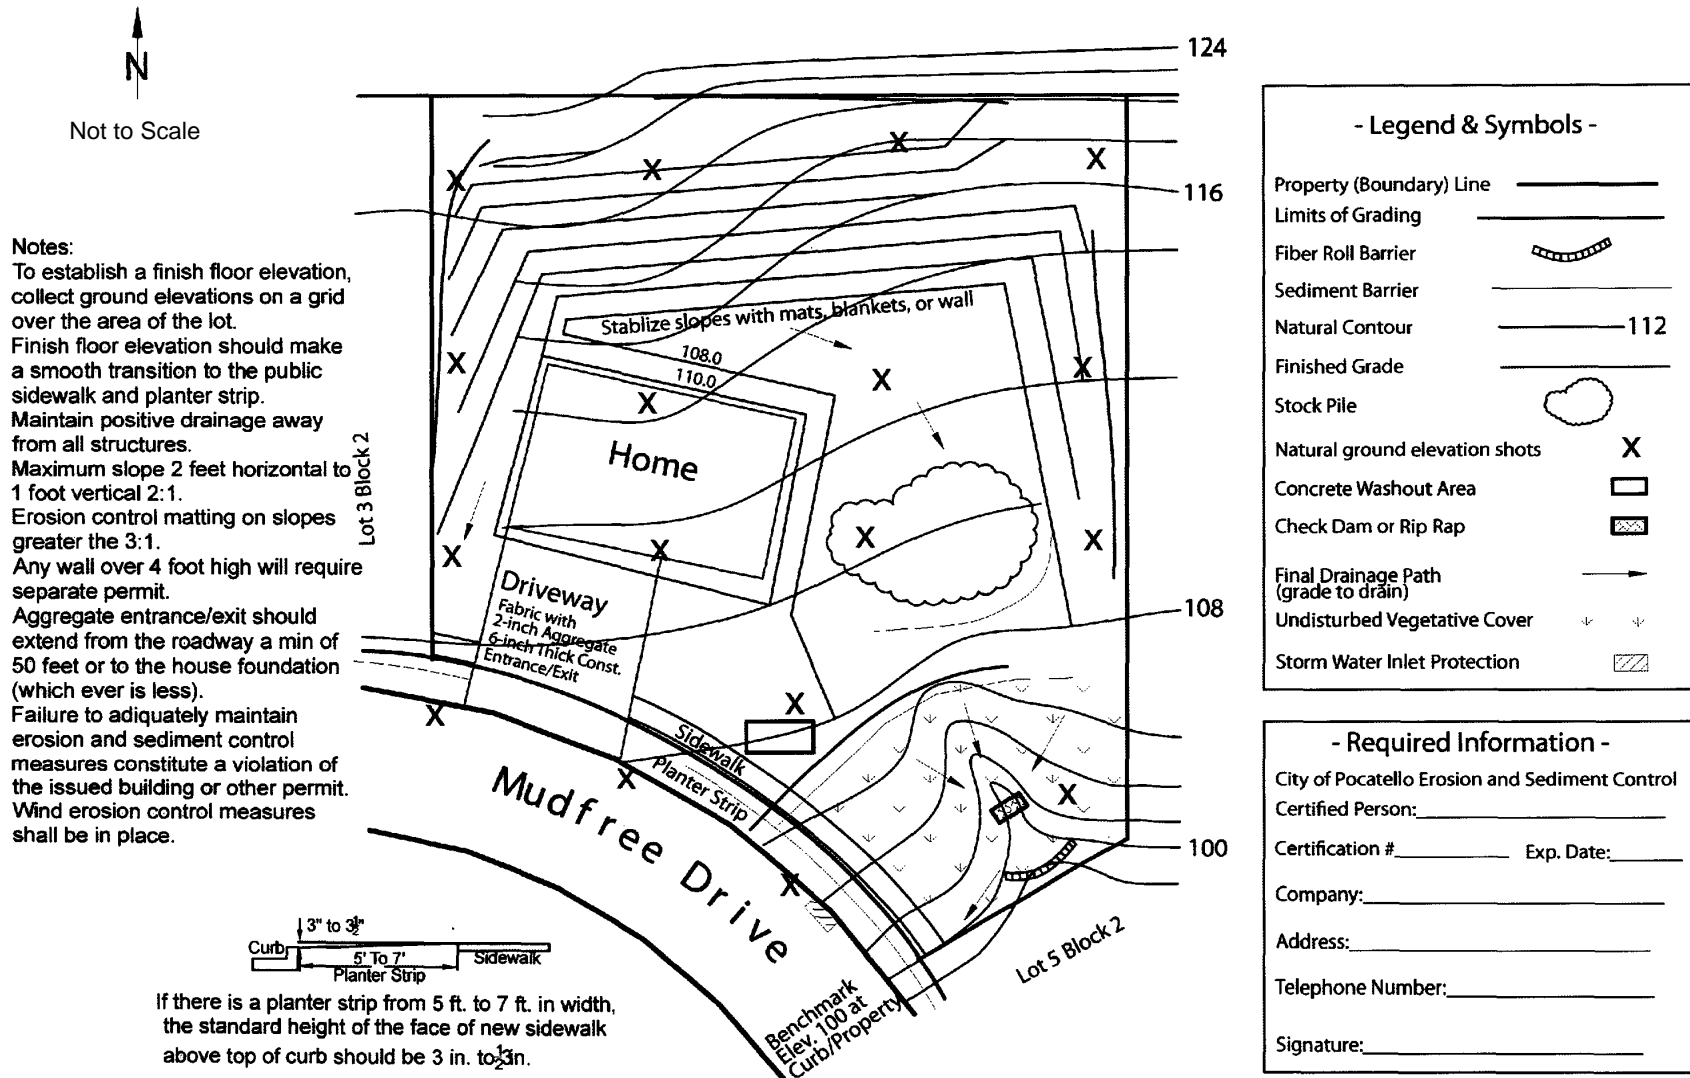 N
Not to Scale
Notes:
To establish a finish floor elevation,
collect ground elevations on a grid
over the area of the lot.
Finish floor elevation should make
a smooth transition to the public
sidewalk and planter strip.
Maintain positive drainage away
from all structures.
Maximum slope 2 feet horizontal to
1 foot vertical 2:1.
Erosion control matting on slopes
greater the 3:1.
Any wall over 4 foot high will require
separate permit.
Aggregate entrance/exit should
extend from the roadway a min of
50 feet or to the house foundation
(which ever is less).
Failure to adiquately maintain
erosion and sediment control
measures constitute a violation of
the issued building or other permit.
Wind erosion control measures
shall be in place.
Lot 3 Block 2
124
116
108
100
Stablize slopes with mats, blankets, or wall
108.0
110.0
Home
Driveway
Fabric with
2-inch Aggregate
6-inch Thick Const.
Entrance/Exit
Sidewalk
Planter Strip
Mudfree Drive
Lot 5 Block 2
Benchmark
Elev. 100 at
Curb/Property
3" to 3½"
Curb
5' To 7'
Planter Strip
Sidewalk
If there is a planter strip from 5 ft. to 7 ft. in width,
the standard height of the face of new sidewalk
above top of curb should be 3 in. to 3½in.
- Legend & Symbols -
Property (Boundary) Line
Limits of Grading
Fiber Roll Barrier
Sediment Barrier
Natural Contour 112
Finished Grade
Stock Pile
Natural ground elevation shots X
Concrete Washout Area
Check Dam or Rip Rap
Final Drainage Path
(grade to drain)
Undisturbed Vegetative Cover
Storm Water Inlet Protection
- Required Information -
City of Pocatello Erosion and Sediment Control
Certified Person:
Certification # Exp. Date:
Company:
Address:
Telephone Number:
Signature: